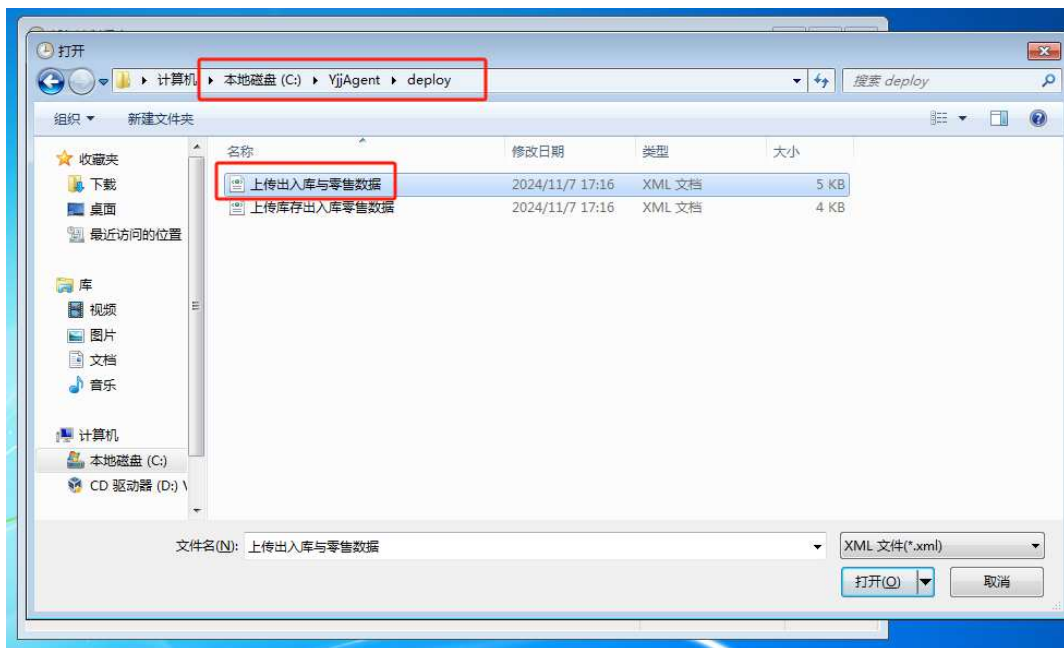 打开
计算机 本地磁盘 (C:) YjjAgent deploy 搜索 deploy
组织 新建文件夹
名称 修改日期 类型 大小
收藏夹
下载
桌面
最近访问的位置
库
视频
图片
文档
音乐
计算机
本地磁盘 (C:)
CD 驱动器 (D:) \
上传出入库与零售数据 2024/11/7 17:16 XML 文档 5 KB
上传库存出入库零售数据 2024/11/7 17:16 XML 文档 4 KB
文件名(N): 上传出入库与零售数据 XML 文件(*.xml)
打开(O) 取消